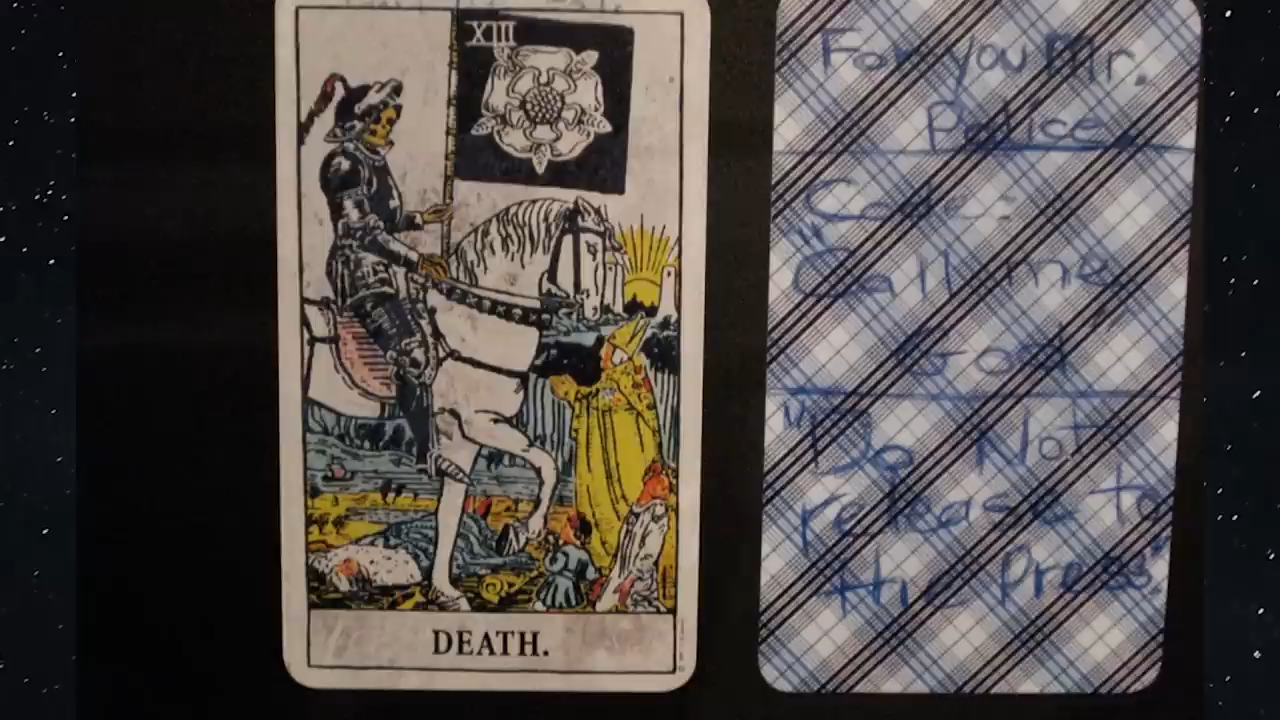 XIII
DEATH.
For you Mr.
Police.
Code:
"Call me
God"
"Do Not
release to
the Press"